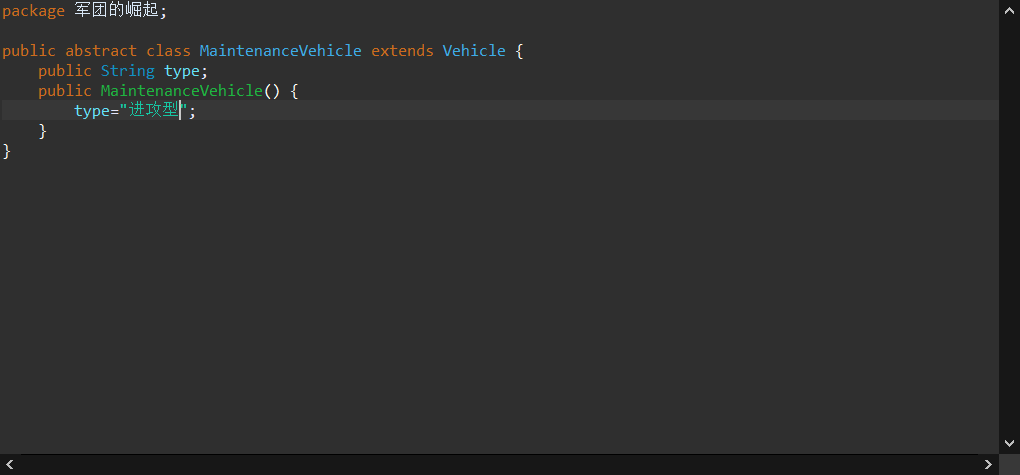 package 军团的崛起;
public abstract class MaintenanceVehicle extends Vehicle {
public String type;
public MaintenanceVehicle() {
type="进攻型";
}
}